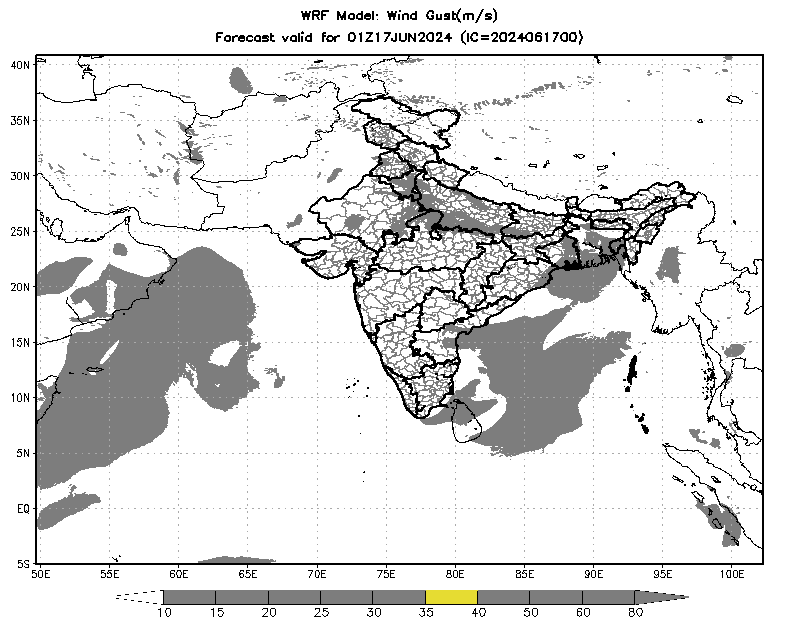 WRF Model: Wind Gust(m/s)
Forecast valid for 01Z17JUN2024 (IC=2024061700)
40N
35N
30N
25N
20N
15N
10N
5N
EQ
5S
50E 55E 60E 65E 70E 75E 80E 85E 90E 95E 100E
10 15 20 25 30 35 40 50 60 80